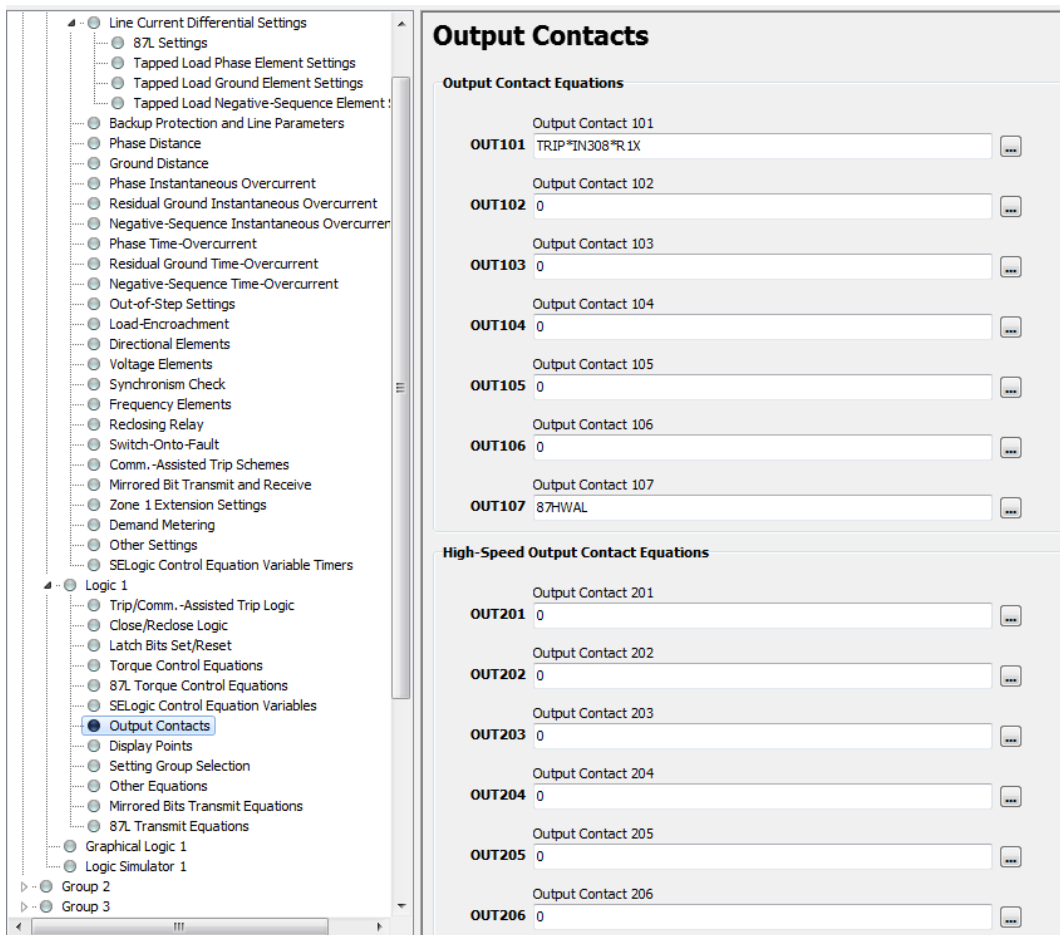 Line Current Differential Settings
87L Settings
Tapped Load Phase Element Settings
Tapped Load Ground Element Settings
Tapped Load Negative-Sequence Element
Backup Protection and Line Parameters
Phase Distance
Ground Distance
Phase Instantaneous Overcurrent
Residual Ground Instantaneous Overcurrent
Negative-Sequence Instantaneous Overcurren
Phase Time-Overcurrent
Residual Ground Time-Overcurrent
Negative-Sequence Time-Overcurrent
Out-of-Step Settings
Load-Encroachment
Directional Elements
Voltage Elements
Synchronism Check
Frequency Elements
Reclosing Relay
Switch-Onto-Fault
Comm.-Assisted Trip Schemes
Mirrored Bit Transmit and Receive
Zone 1 Extension Settings
Demand Metering
Other Settings
SELogic Control Equation Variable Timers
Logic 1
Trip/Comm.-Assisted Trip Logic
Close/Reclose Logic
Latch Bits Set/Reset
Torque Control Equations
87L Torque Control Equations
SELogic Control Equation Variables
Output Contacts
Display Points
Setting Group Selection
Other Equations
Mirrored Bits Transmit Equations
87L Transmit Equations
Graphical Logic 1
Logic Simulator 1
Group 2
Group 3
Output Contacts
Output Contact Equations
Output Contact 101
OUT101 TRIP*IN308*R1X ...
Output Contact 102
OUT102 0 ...
Output Contact 103
OUT103 0 ...
Output Contact 104
OUT104 0 ...
Output Contact 105
OUT105 0 ...
Output Contact 106
OUT106 0 ...
Output Contact 107
OUT107 87HWAL ...
High-Speed Output Contact Equations
Output Contact 201
OUT201 0 ...
Output Contact 202
OUT202 0 ...
Output Contact 203
OUT203 0 ...
Output Contact 204
OUT204 0 ...
Output Contact 205
OUT205 0 ...
Output Contact 206
OUT206 0 ...